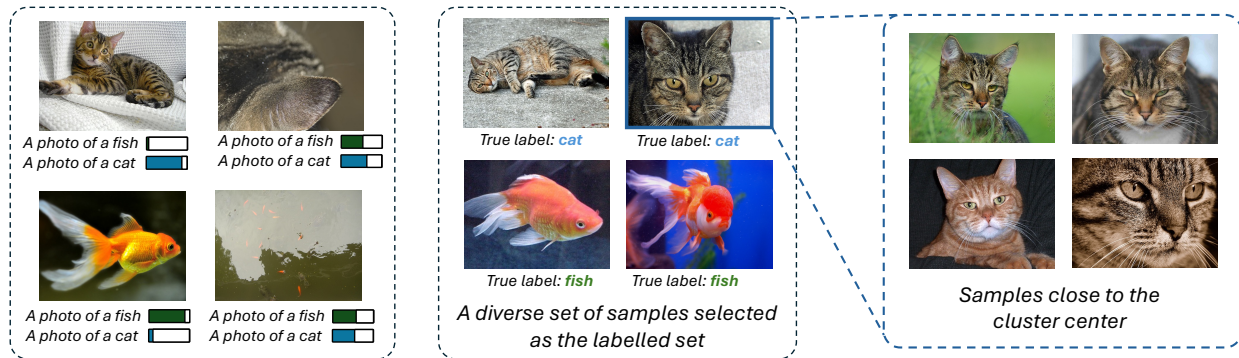 A photo of a fish
A photo of a cat
A photo of a fish
A photo of a cat
A photo of a fish
A photo of a cat
A photo of a fish
A photo of a cat
True label: cat
True label: cat
True label: fish
True label: fish
A diverse set of samples selected
as the labelled set
Samples close to the
cluster center